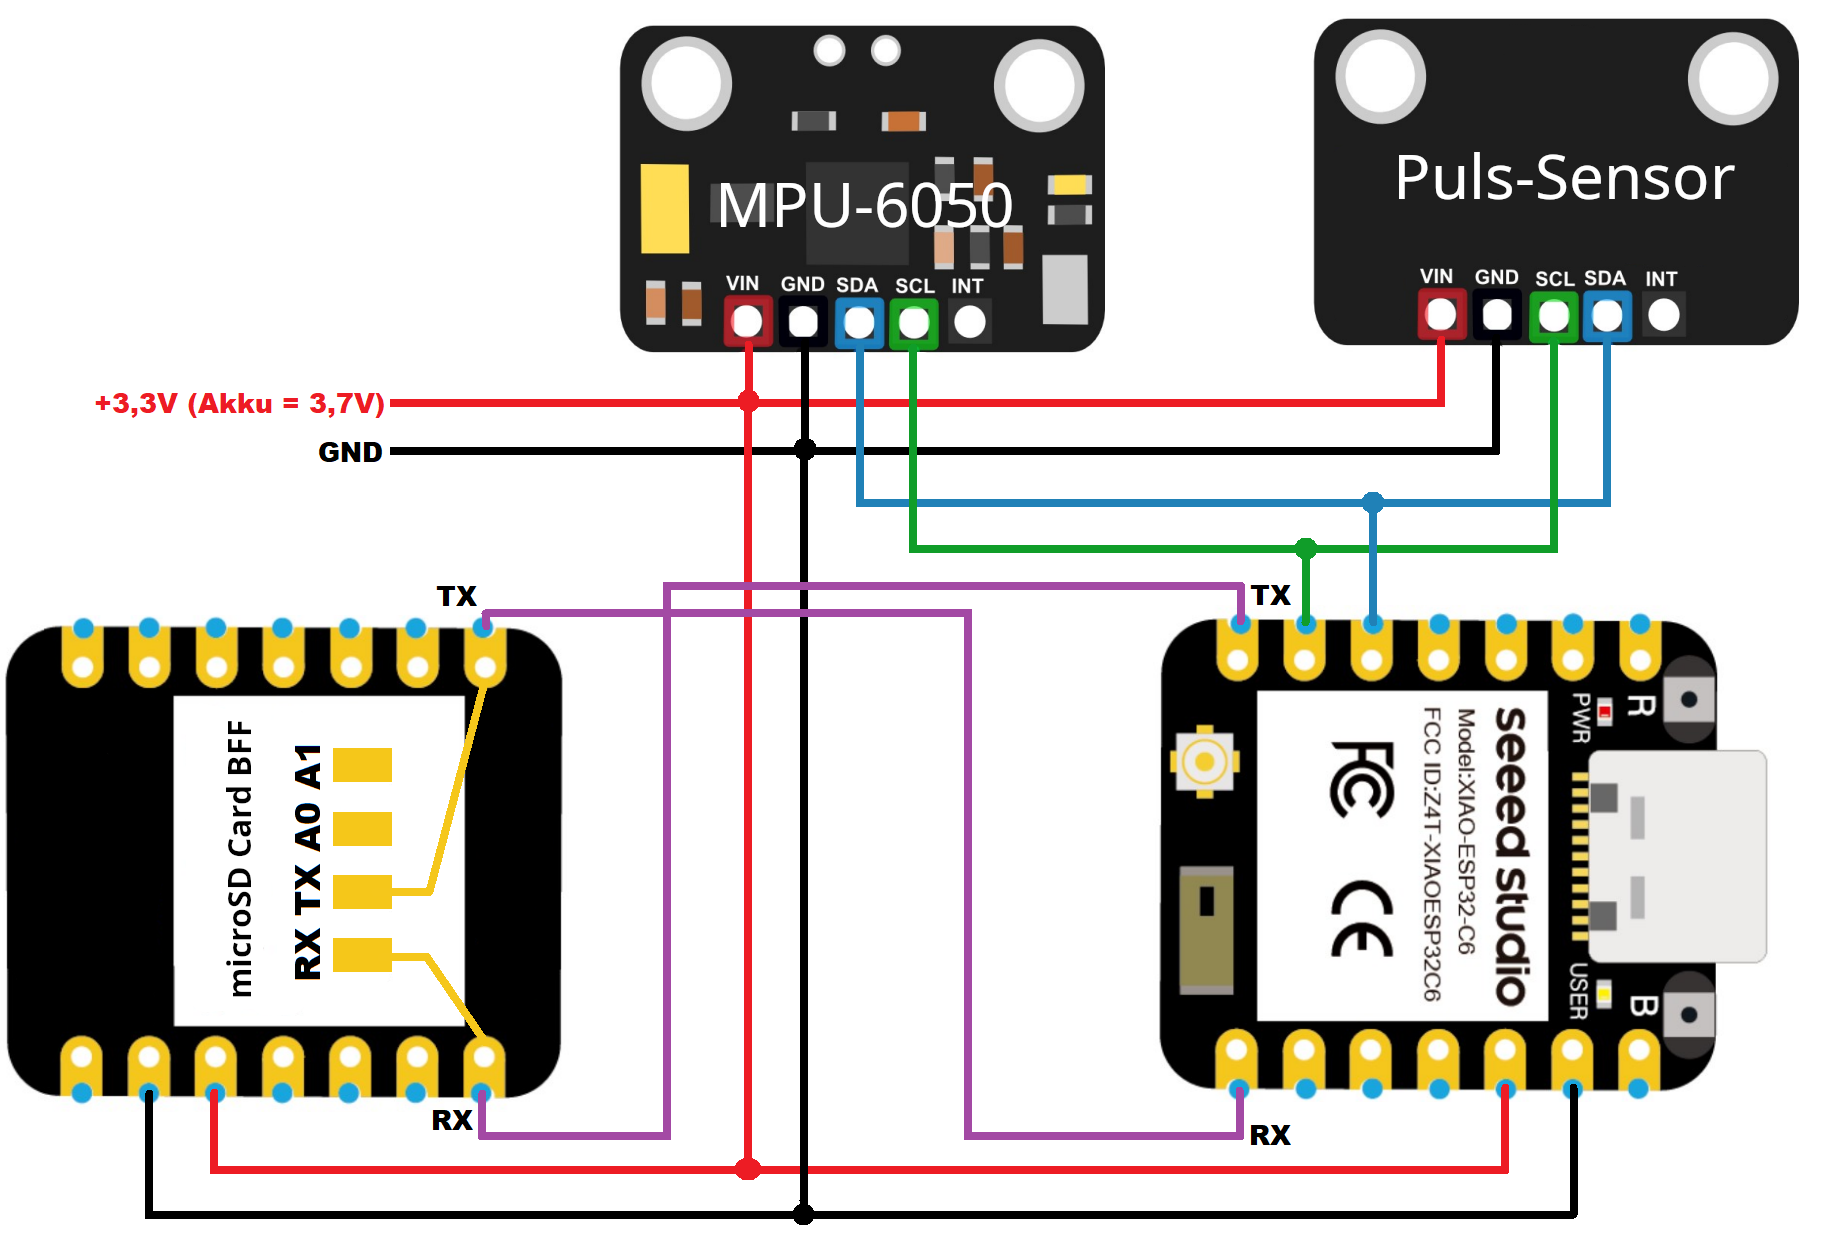 MPU-6050
VIN GND SDA SCL INT
Puls-Sensor
VIN GND SCL SDA INT
+3,3V (Akku = 3,7V)
GND
TX
TX
microSD Card BFF
RX TX A0 A1
RX
RX
seeed studio
Model:XIAO-ESP32-C6
FCC ID:Z4T-XIAOESP32C6
FC
CE
PWR
R
USER
B